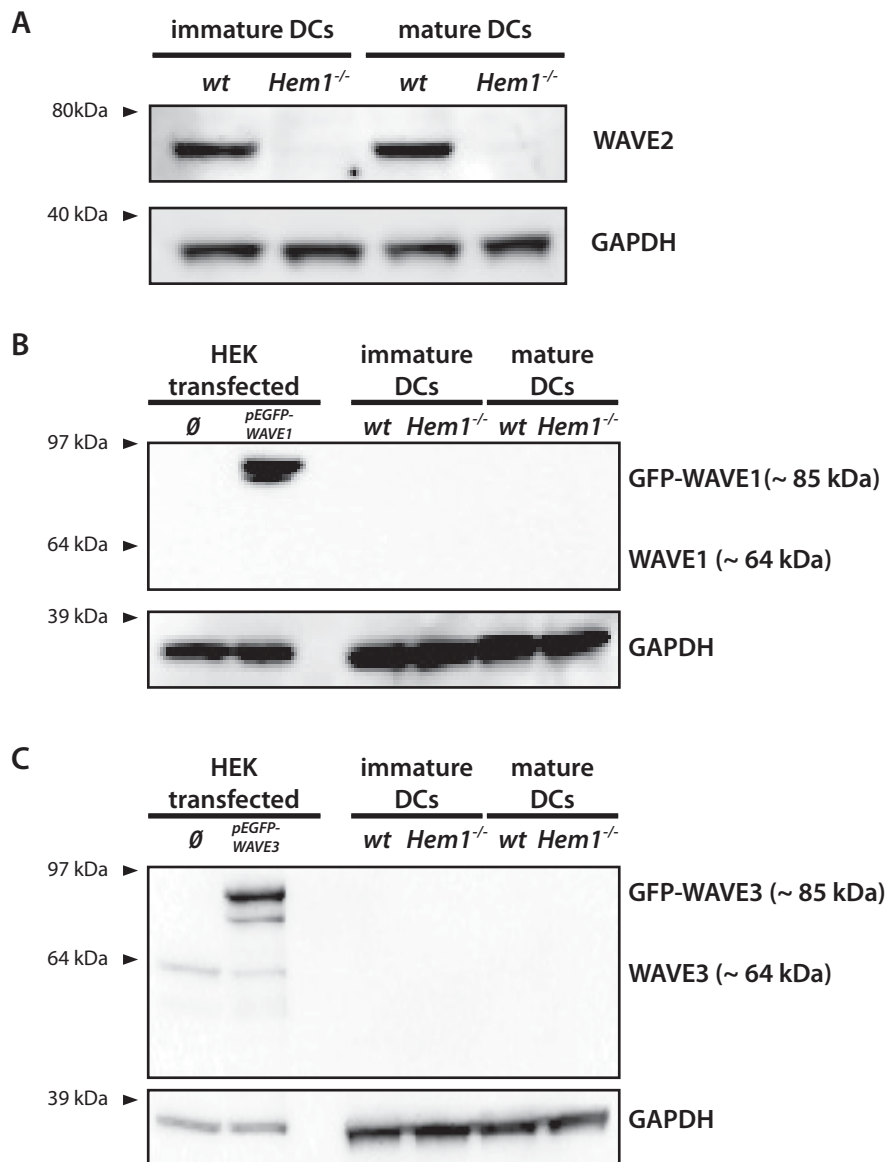 A
immature DCs mature DCs
wt Hem1-/- wt Hem1-/-
80kDa ►
WAVE2
40 kDa ►
GAPDH
B
HEK transfected immature DCs mature DCs
Ø pEGFP-WAVE1 wt Hem1-/- wt Hem1-/-
97 kDa ►
GFP-WAVE1(~ 85 kDa)
64 kDa ►
WAVE1 (~ 64 kDa)
39 kDa ►
GAPDH
C
HEK transfected immature DCs mature DCs
Ø pEGFP-WAVE3 wt Hem1-/- wt Hem1-/-
97 kDa ►
GFP-WAVE3 (~ 85 kDa)
64 kDa ►
WAVE3 (~ 64 kDa)
39 kDa ►
GAPDH